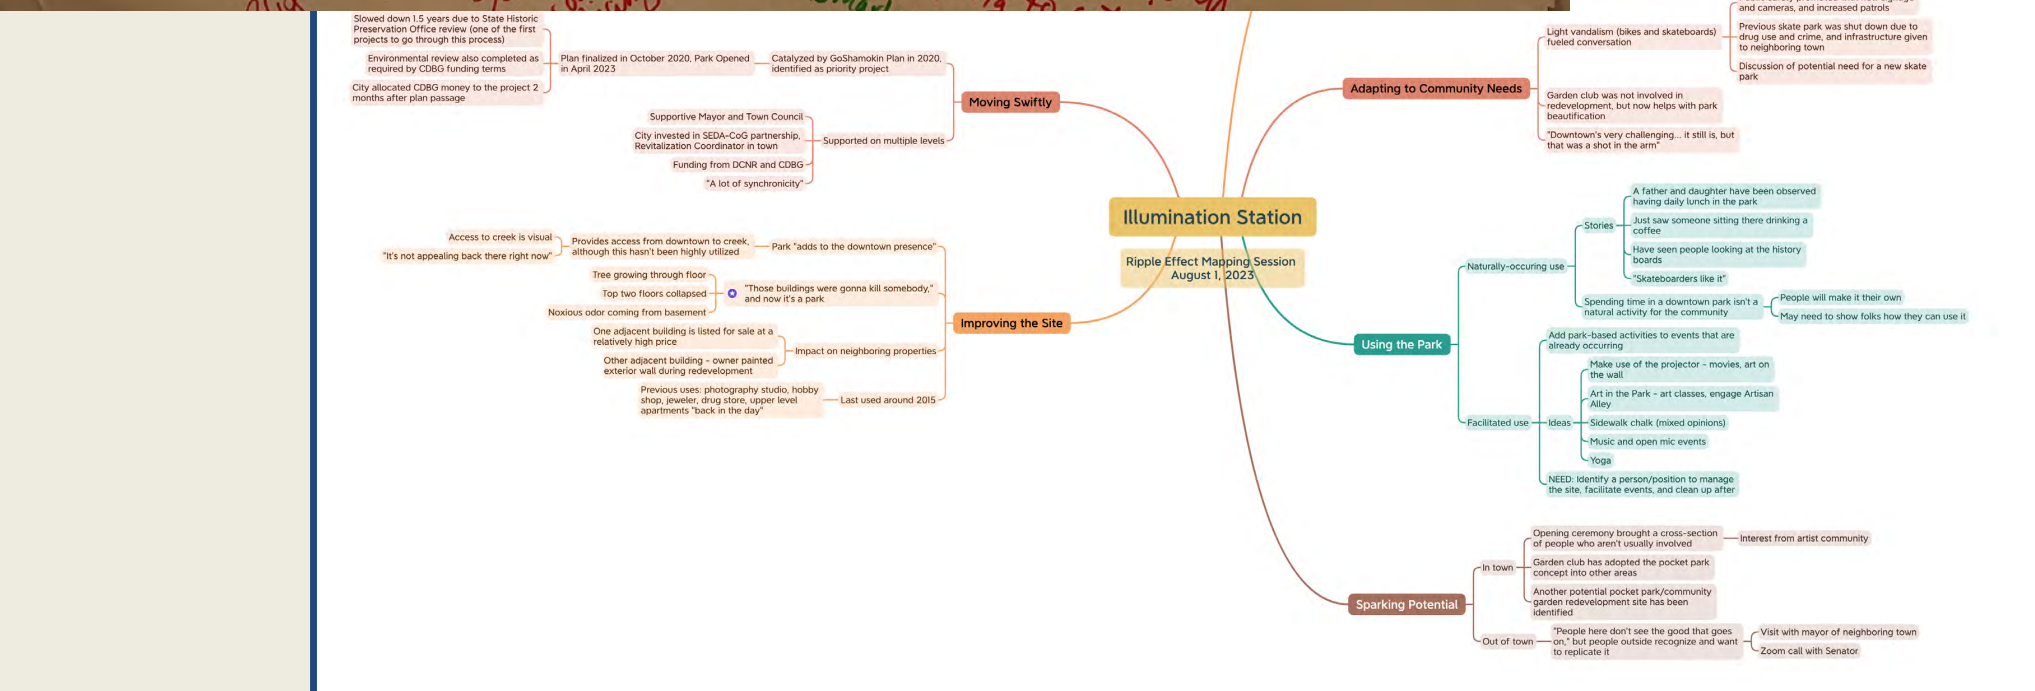 and cameras, and increased patrols
Slowed down 1.5 years due to State Historic
Preservation Office review (one of the first
projects to go through this process)
Environmental review also completed as
required by CDBG funding terms
City allocated CDBG money to the project 2
months after plan passage
Plan finalized in October 2020, Park Opened
in April 2023
Catalyzed by GoShamokin Plan in 2020,
identified as priority project
Moving Swiftly
Supportive Mayor and Town Council
City invested in SEDA-CoG partnership,
Revitalization Coordinator in town
Funding from DCNR and CDBG
"A lot of synchronicity"
Supported on multiple levels
Light vandalism (bikes and skateboards)
fueled conversation
Previous skate park was shut down due to
drug use and crime, and infrastructure given
to neighboring town
Discussion of potential need for a new skate
park
Adapting to Community Needs
Garden club was not involved in
redevelopment, but now helps with park
beautification
"Downtown's very challenging... it still is, but
that was a shot in the arm"
Illumination Station
Ripple Effect Mapping Session
August 1, 2023
Access to creek is visual
"It's not appealing back there right now"
Provides access from downtown to creek,
although this hasn't been highly utilized
Park "adds to the downtown presence"
Tree growing through floor
Top two floors collapsed
Noxious odor coming from basement
"Those buildings were gonna kill somebody,"
and now it's a park
Improving the Site
One adjacent building is listed for sale at a
relatively high price
Other adjacent building - owner painted
exterior wall during redevelopment
Impact on neighboring properties
Previous uses: photography studio, hobby
shop, jeweler, drug store, upper level
apartments "back in the day"
Last used around 2015
Using the Park
Naturally-occuring use
Stories
A father and daughter have been observed
having daily lunch in the park
Just saw someone sitting there drinking a
coffee
Have seen people looking at the history
boards
"Skateboarders like it"
Spending time in a downtown park isn't a
natural activity for the community
People will make it their own
May need to show folks how they can use it
Facilitated use
Add park-based activities to events that are
already occurring
Ideas
Make use of the projector - movies, art on
the wall
Art in the Park - art classes, engage Artisan
Alley
Sidewalk chalk (mixed opinions)
Music and open mic events
Yoga
NEED: Identify a person/position to manage
the site, facilitate events, and clean up after
Sparking Potential
In town
Opening ceremony brought a cross-section
of people who aren't usually involved
Interest from artist community
Garden club has adopted the pocket park
concept into other areas
Another potential pocket park/community
garden redevelopment site has been
identified
Out of town
"People here don't see the good that goes
on," but people outside recognize and want
to replicate it
Visit with mayor of neighboring town
Zoom call with Senator